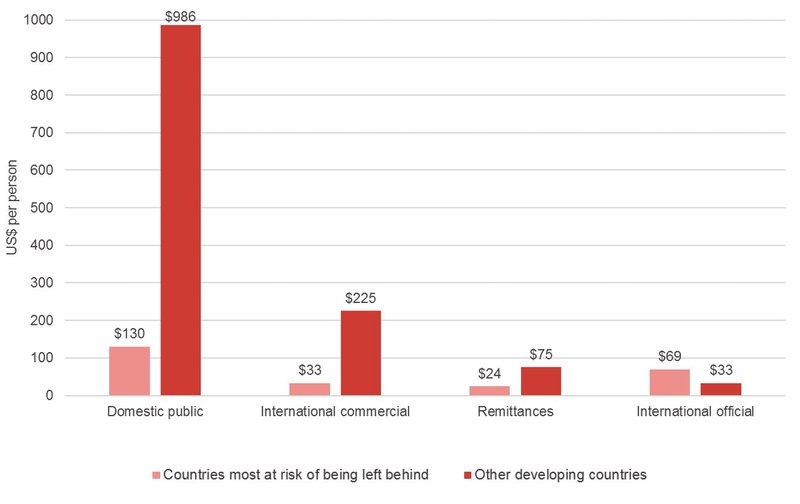 US$ per person
1000
900
800
700
600
500
400
300
200
100
0
$986
$130
$33
$225
$24
$75
$69
$33
Domestic public
International commercial
Remittances
International official
Countries most at risk of being left behind
Other developing countries